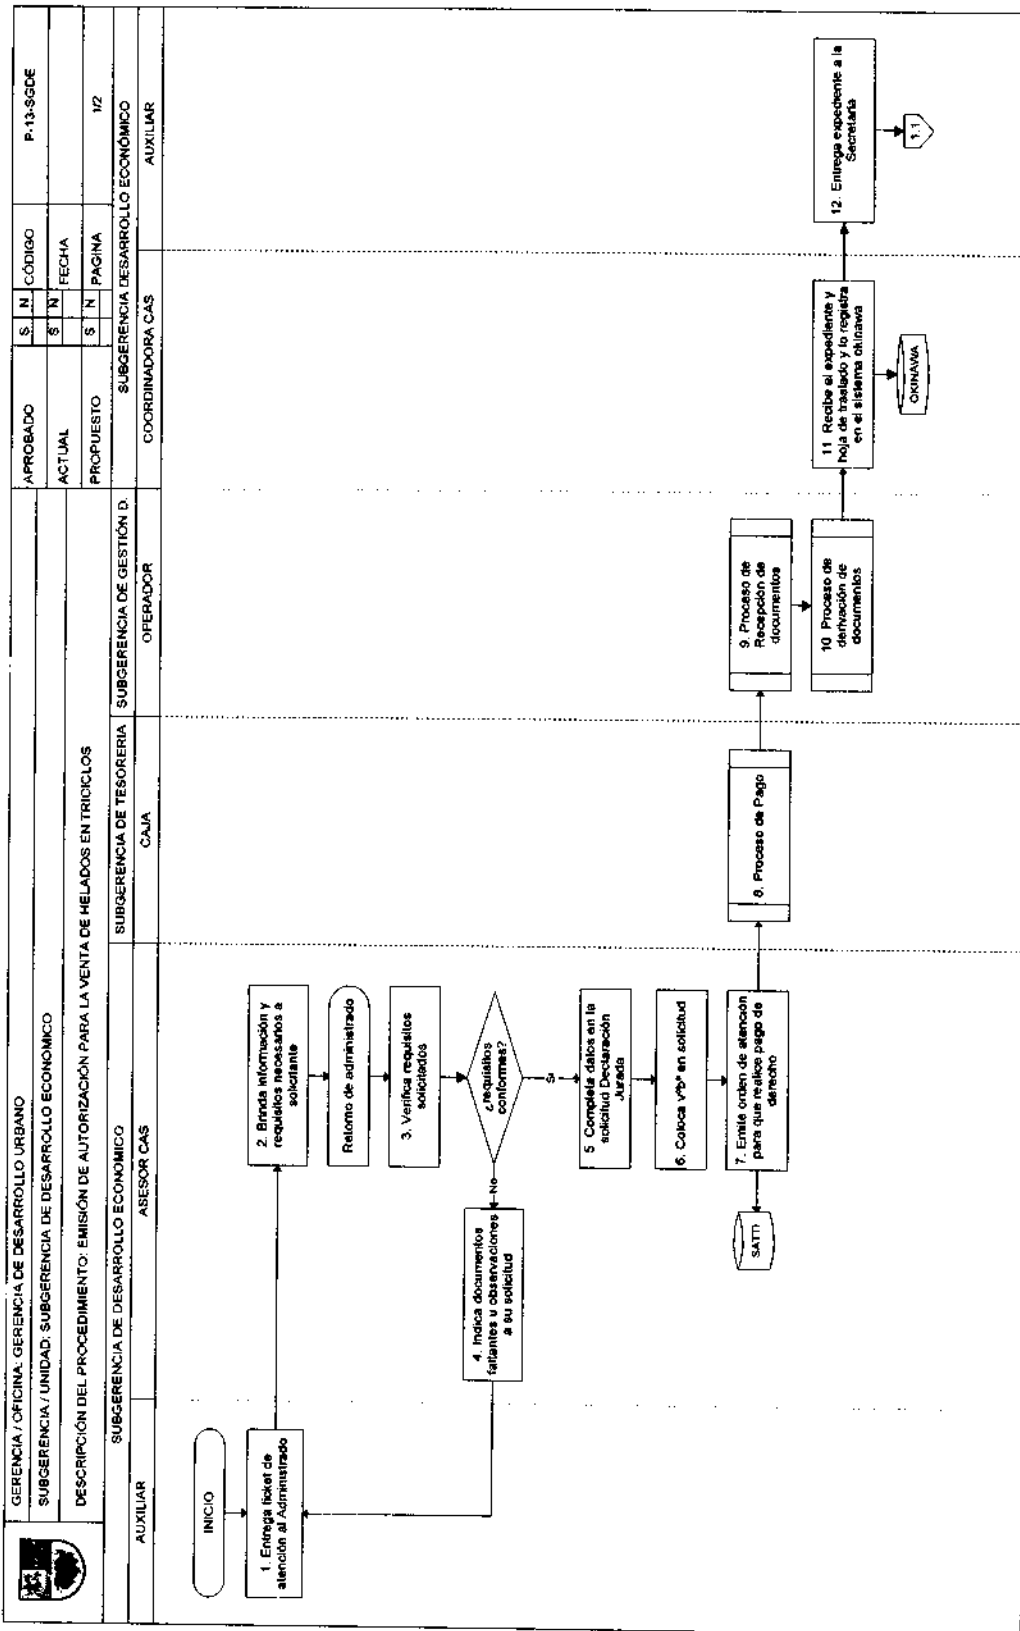 GERENCIA / OFICINA: GERENCIA DE DESARROLLO URBANO
SUBGERENCIA / UNIDAD: SUBGERENCIA DE DESARROLLO ECONOMICO
DESCRIPCIÓN DEL PROCEDIMIENTO: EMISIÓN DE AUTORIZACIÓN PARA LA VENTA DE HELADOS EN TRICICLOS
APROBADO S N CÓDIGO P-13-SGDE
ACTUAL S N FECHA
PROPUESTO S N PAGINA 1/2
SUBGERENCIA DE DESARROLLO ECONOMICO
SUBGERENCIA DE TESORERIA
SUBGERENCIA DE GESTIÓN D.
SUBGERENCIA DESARROLLO ECONÓMICO
AUXILIAR
ASESOR CAS
CAJA
OPERADOR
COORDINADORA CAS
AUXILIAR
INICIO
1. Entrega ticket de
atención al Administrado
2. Brinda información y
requisitos necesarios a
solicitante
Retorno de administrado
3. Verifica requisitos
solicitados
¿requisitos
conformes?
No
Si
4. Indica documentos
faltantes u observaciones
a su solicitud
5 Completa datos en la
solicitud Declaración
Jurada
6. Coloca v°b° en solicitud
7. Emite orden de atención
para que realice pago de
derecho
SATTI
8. Proceso de Pago
9. Proceso de
Recepción de
documentos
10 Proceso de
derivación de
documentos
11 Recibe el expediente y
hoja de traslado y lo registra
en el sistema okinawa
OKINAWA
12. Entrega expediente a la
Secretaria
1.1